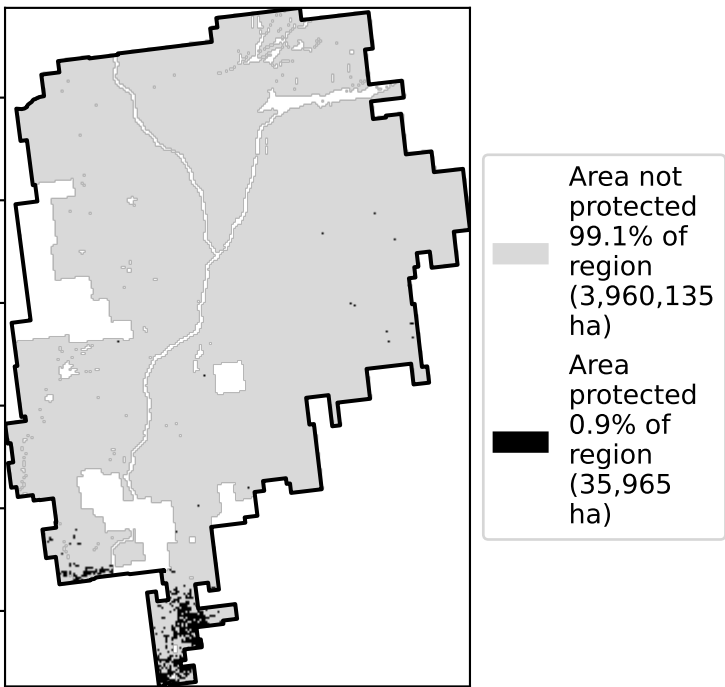 Area not
protected
99.1% of
region
(3,960,135
ha)
Area
protected
0.9% of
region
(35,965
ha)